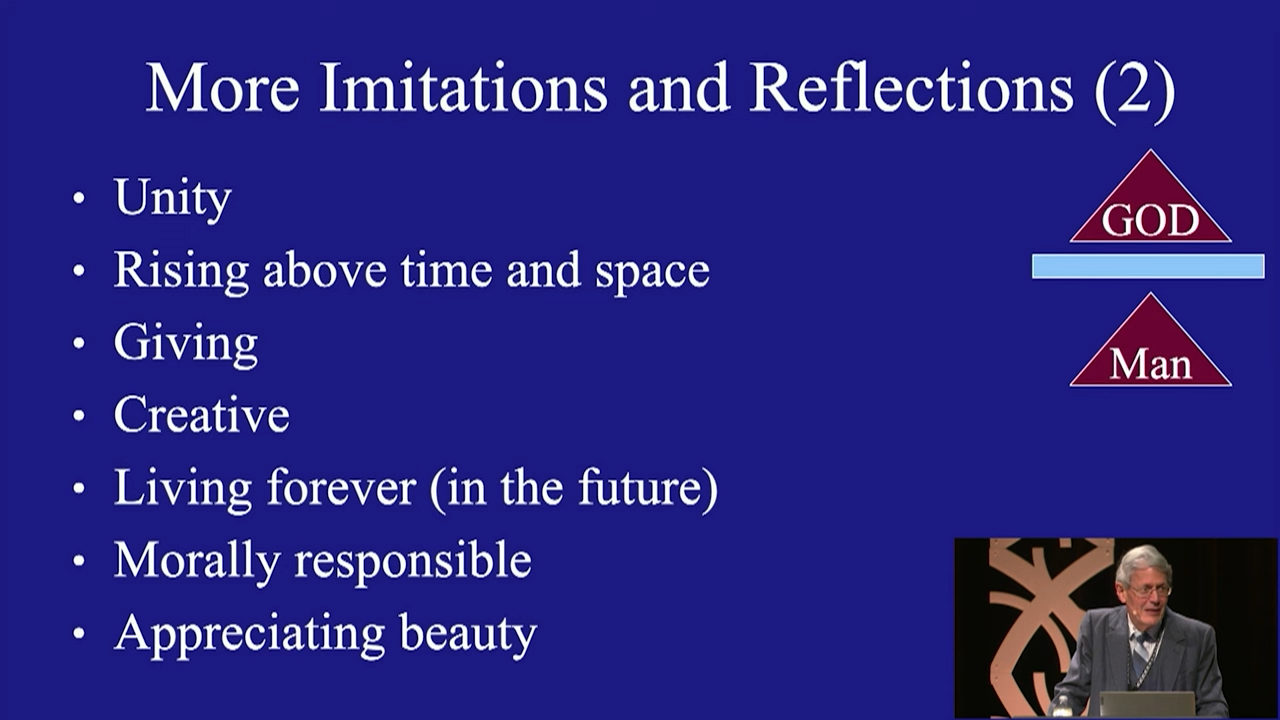 More Imitations and Reflections (2)
• Unity
• Rising above time and space
• Giving
• Creative
• Living forever (in the future)
• Morally responsible
• Appreciating beauty
GOD
Man